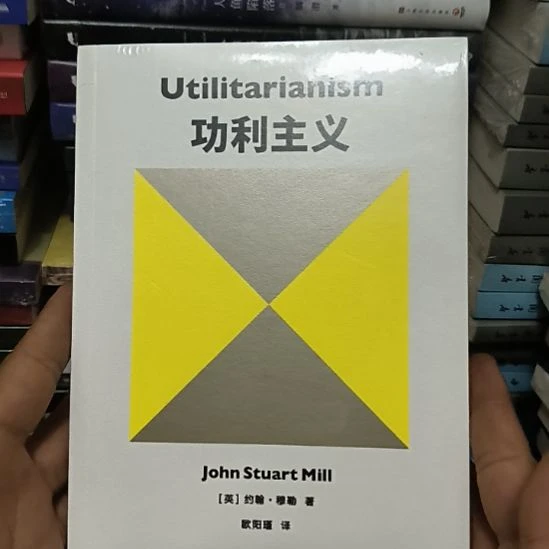 Utilitarianism
功利主义
John Stuart Mill
[英] 约翰·穆勒 著
欧阳瑾 译